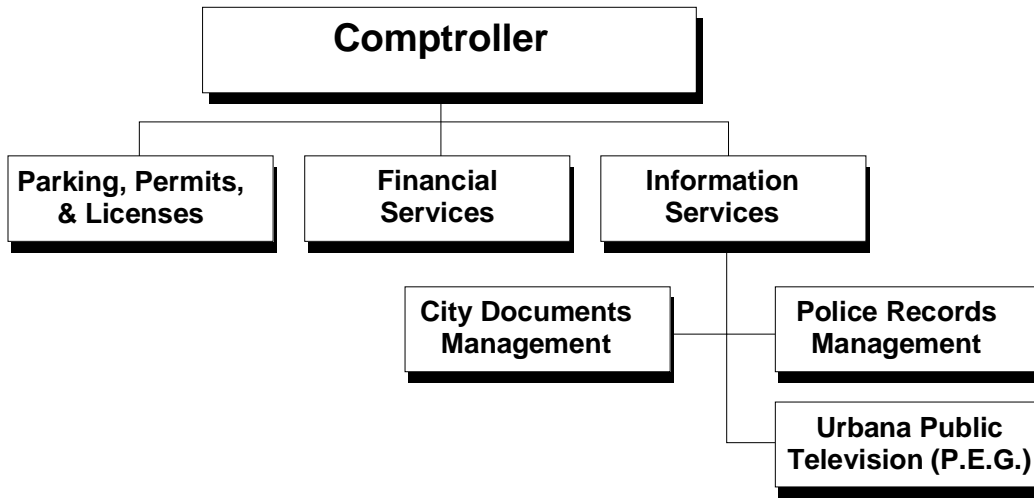 Comptroller
Parking, Permits,
& Licenses
Financial
Services
Information
Services
City Documents
Management
Police Records
Management
Urbana Public
Television (P.E.G.)